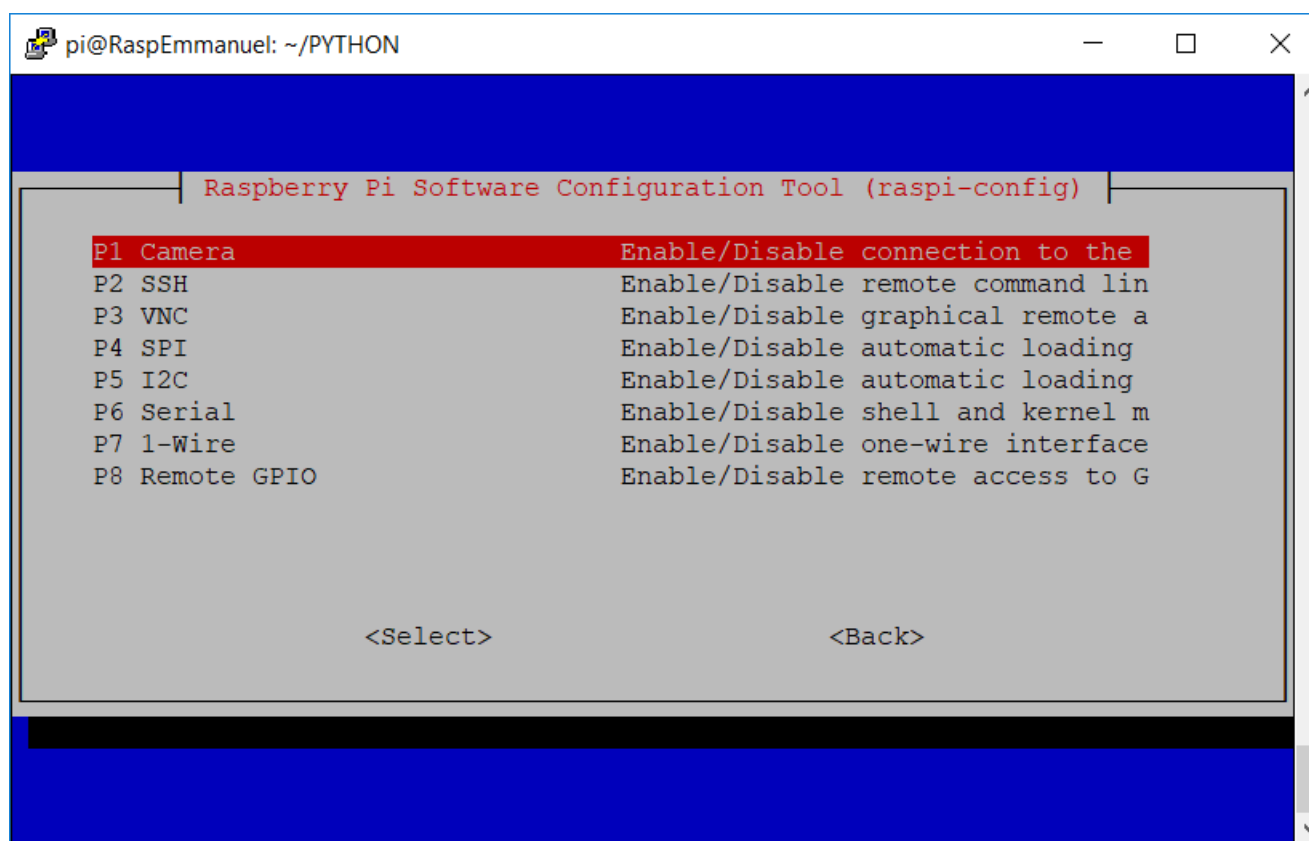 pi@RaspEmmanuel: ~/PYTHON
Raspberry Pi Software Configuration Tool (raspi-config)
P1 Camera Enable/Disable connection to the
P2 SSH Enable/Disable remote command lin
P3 VNC Enable/Disable graphical remote a
P4 SPI Enable/Disable automatic loading
P5 I2C Enable/Disable automatic loading
P6 Serial Enable/Disable shell and kernel m
P7 1-Wire Enable/Disable one-wire interface
P8 Remote GPIO Enable/Disable remote access to G
<Select> <Back>